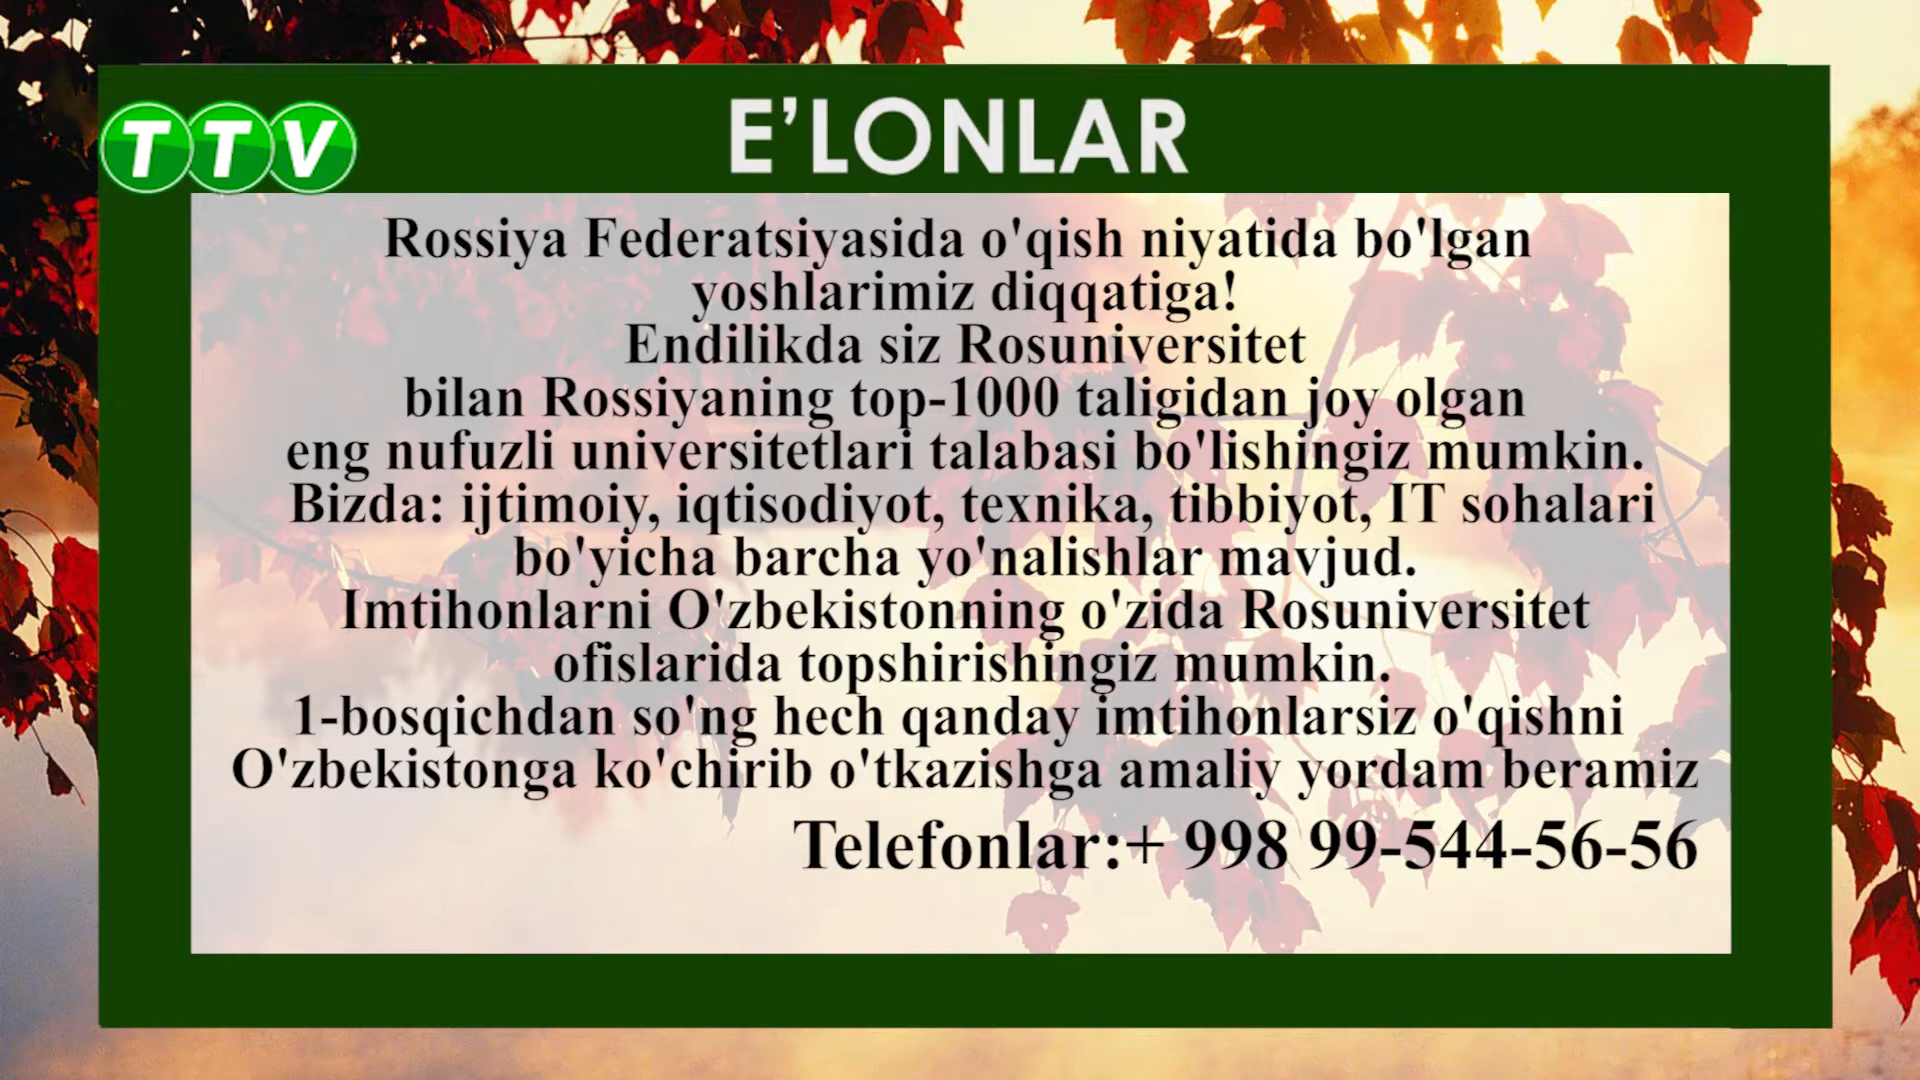 TTV
E'LONLAR
Rossiya Federatsiyasida o'qish niyatida bo'lgan
yoshlarimiz diqqatiga!
Endilikda siz Rosuniversitet
bilan Rossiyaning top-1000 taligidan joy olgan
eng nufuzli universitetlari talabasi bo'lishingiz mumkin.
Bizda: ijtimoiy, iqtisodiyot, texnika, tibbiyot, IT sohalari
bo'yicha barcha yo'nalishlar mavjud.
Imtihonlarni O'zbekistonning o'zida Rosuniversitet
ofislarida topshirishingiz mumkin.
1-bosqichdan so'ng hech qanday imtihonlarsiz o'qishni
O'zbekistonga ko'chirib o'tkazishga amaliy yordam beramiz
Telefonlar:+ 998 99-544-56-56